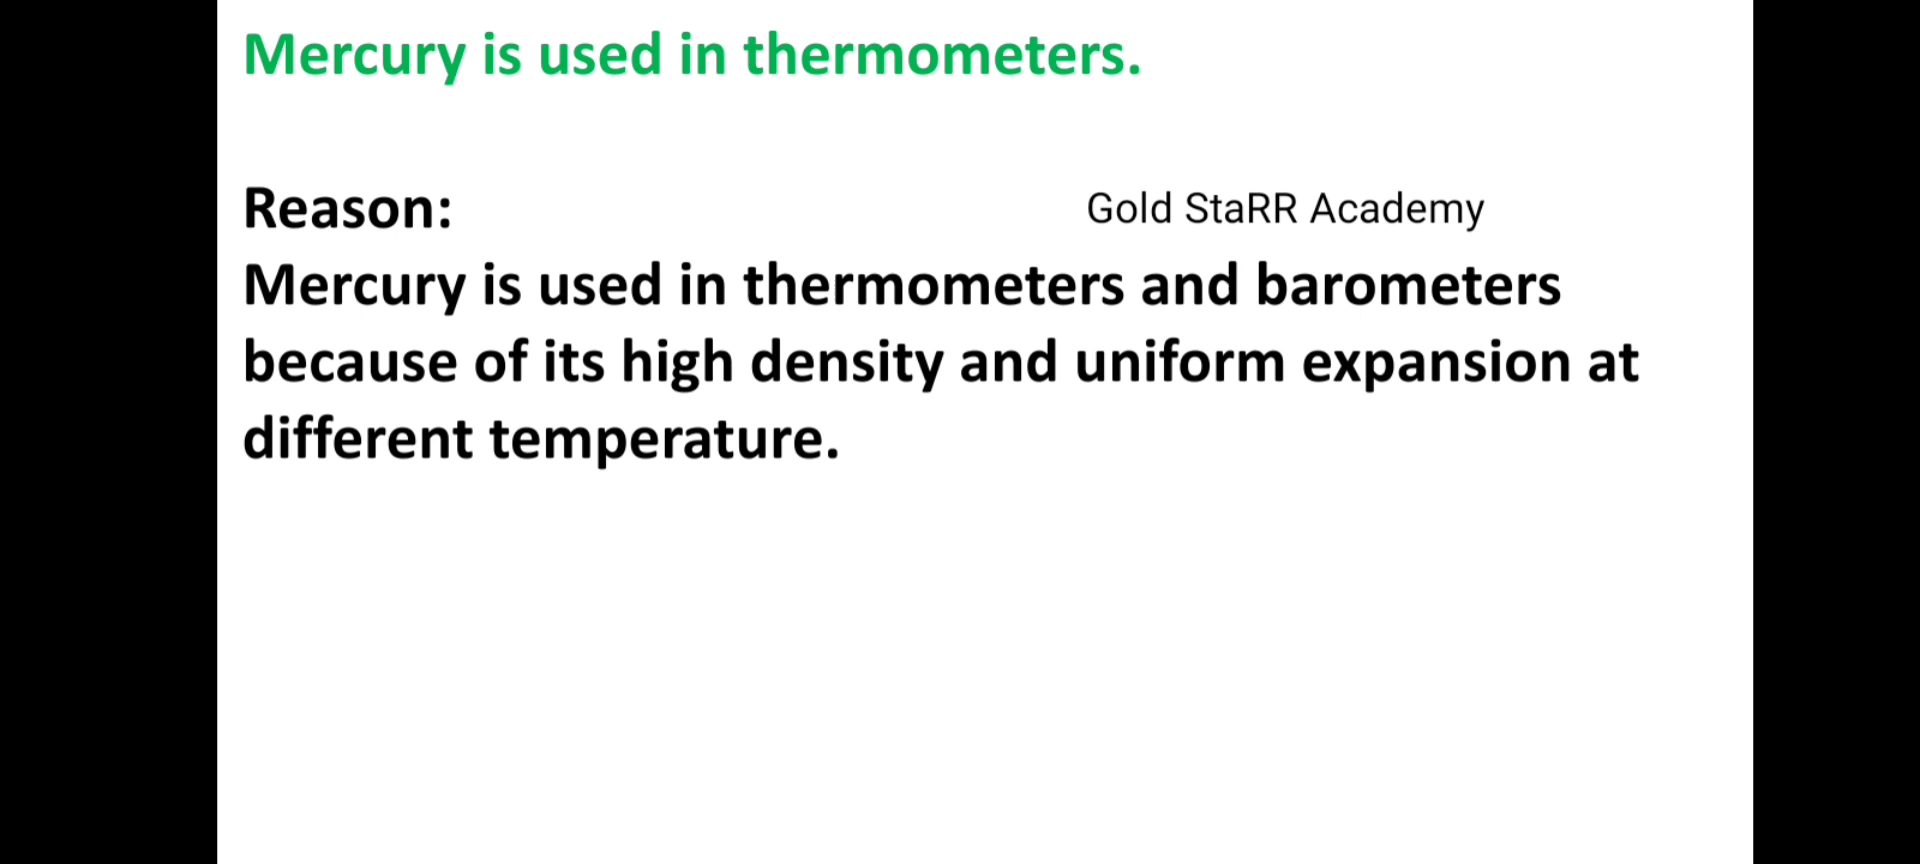 Mercury is used in thermometers.
Reason:
Gold StaRR Academy
Mercury is used in thermometers and barometers
because of its high density and uniform expansion at
different temperature.